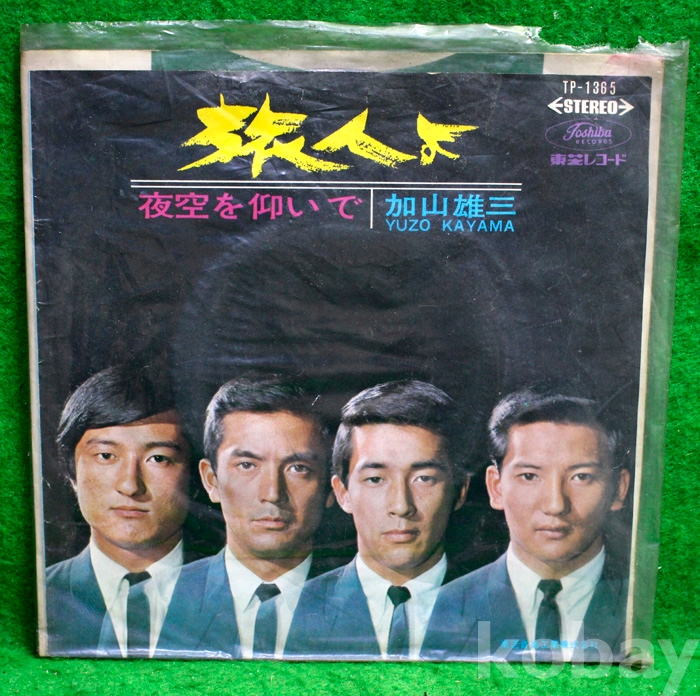 TP-1365
STEREO
Toshiba
RECORDS
東芝レコード
旅人よ
夜空を仰いで
加山雄三
YUZO KAYAMA
kobay